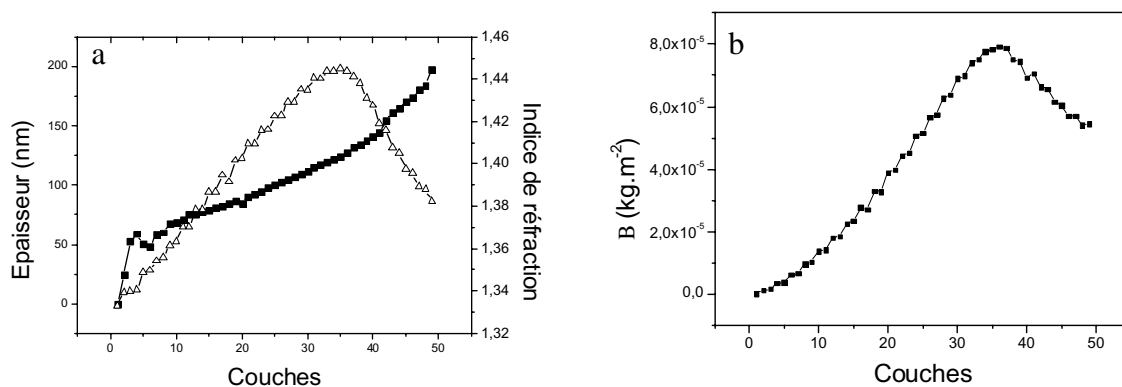 a
Epaisseur (nm)
200
150
100
50
0
1,46
1,44
1,42
1,40
1,38
1,36
1,34
1,32
Indice de réfraction
0 10 20 30 40 50
Couches
b
B (kg.m-2)
8,0x10-5
6,0x10-5
4,0x10-5
2,0x10-5
0,0
0 10 20 30 40 50
Couches